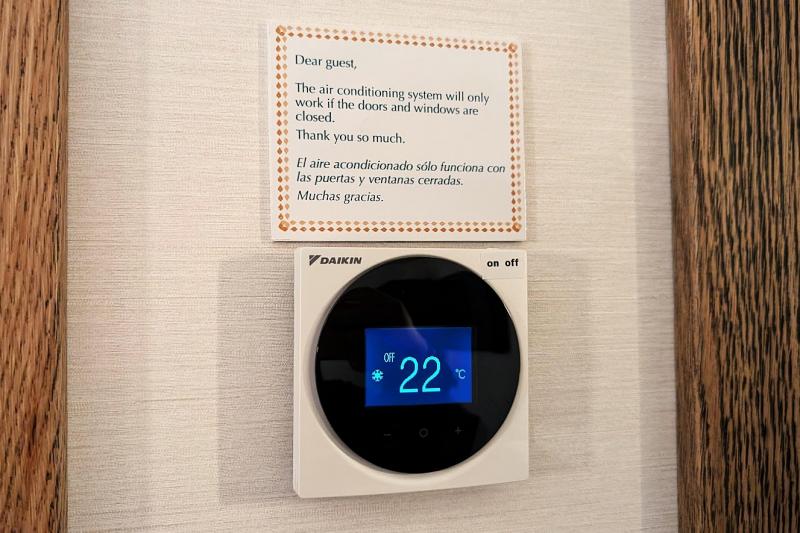 Dear guest,
The air conditioning system will only
work if the doors and windows are
closed.
Thank you so much.
El aire acondicionado sólo funciona con
las puertas y ventanas cerradas.
Muchas gracias.
DAIKIN
on off
OFF
22 °C